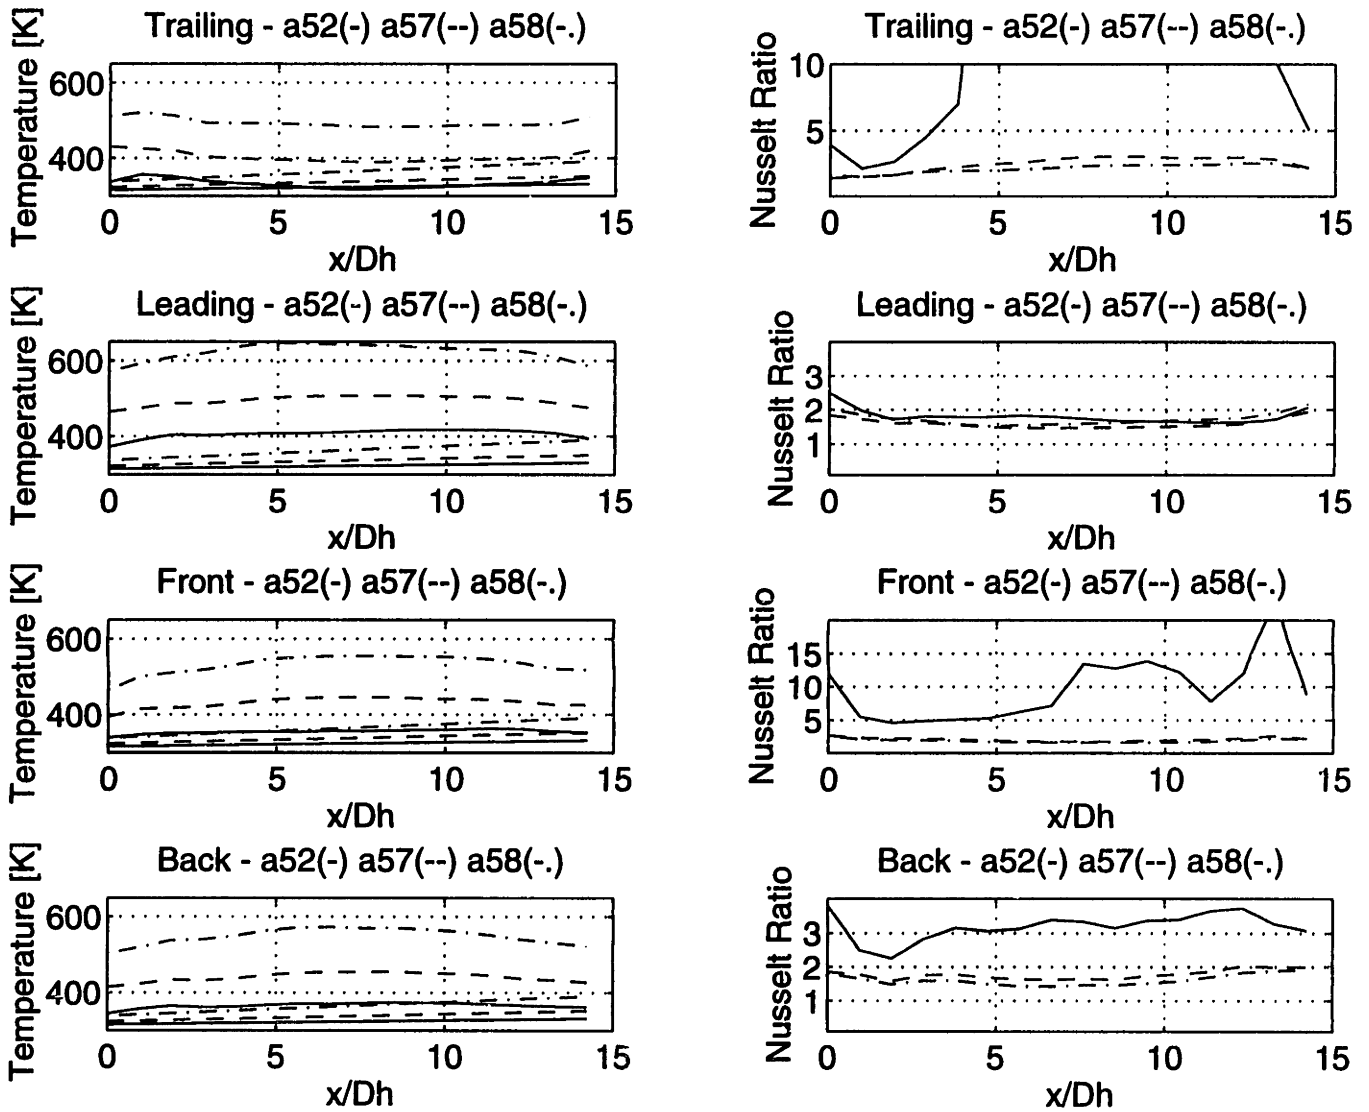 Trailing - a52(-) a57(--) a58(-.)
Temperature [K]
600
400
0 5 10 15
x/Dh
Trailing - a52(-) a57(--) a58(-.)
Nusselt Ratio
10
5
0 5 10 15
x/Dh
Leading - a52(-) a57(--) a58(-.)
Temperature [K]
600
400
0 5 10 15
x/Dh
Leading - a52(-) a57(--) a58(-.)
Nusselt Ratio
3
2
1
0 5 10 15
x/Dh
Front - a52(-) a57(--) a58(-.)
Temperature [K]
600
400
0 5 10 15
x/Dh
Front - a52(-) a57(--) a58(-.)
Nusselt Ratio
15
10
5
0 5 10 15
x/Dh
Back - a52(-) a57(--) a58(-.)
Temperature [K]
600
400
0 5 10 15
x/Dh
Back - a52(-) a57(--) a58(-.)
Nusselt Ratio
3
2
1
0 5 10 15
x/Dh